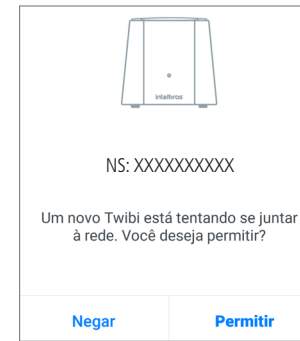 intelbras
NS: XXXXXXXXXX
Um novo Twibi está tentando se juntar
à rede. Você deseja permitir?
Negar
Permitir